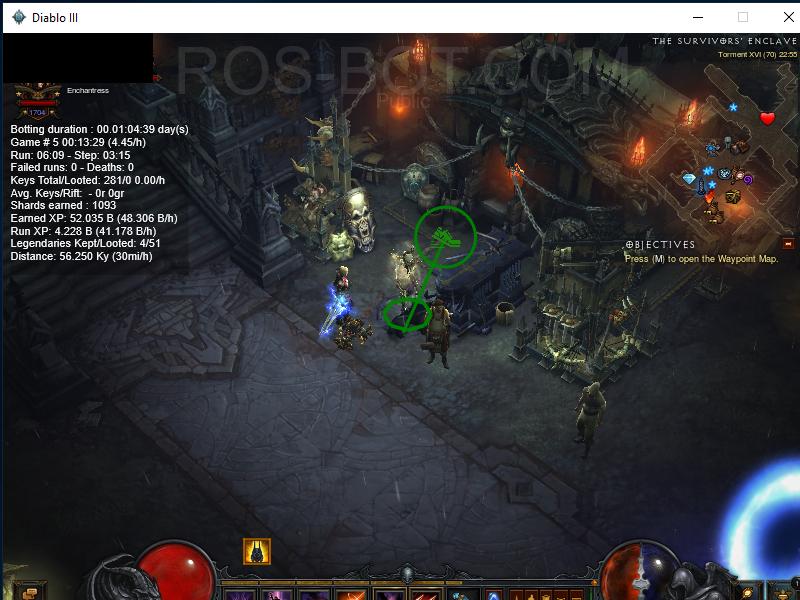 Diablo III
ROS-BOT.COM
Public
THE SURVIVORS' ENCLAVE
Torment XVI (70) 22:55
Enchantress
1704
Botting duration : 00.01:04:39 day(s)
Game # 5 00:13:29 (4.45/h)
Run: 06:09 - Step: 03:15
Failed runs: 0 - Deaths: 0
Keys Total/Looted: 281/0 0.00/h
Avg. Keys/Rift:  - 0r 0gr
Shards earned : 1093
Earned XP: 52.035 B (48.306 B/h)
Run XP: 4.228 B (41.178 B/h)
Legendaries Kept/Looted: 4/51
Distance: 56.250 Ky (30mi/h)
OBJECTIVES
Press (M) to open the Waypoint Map.